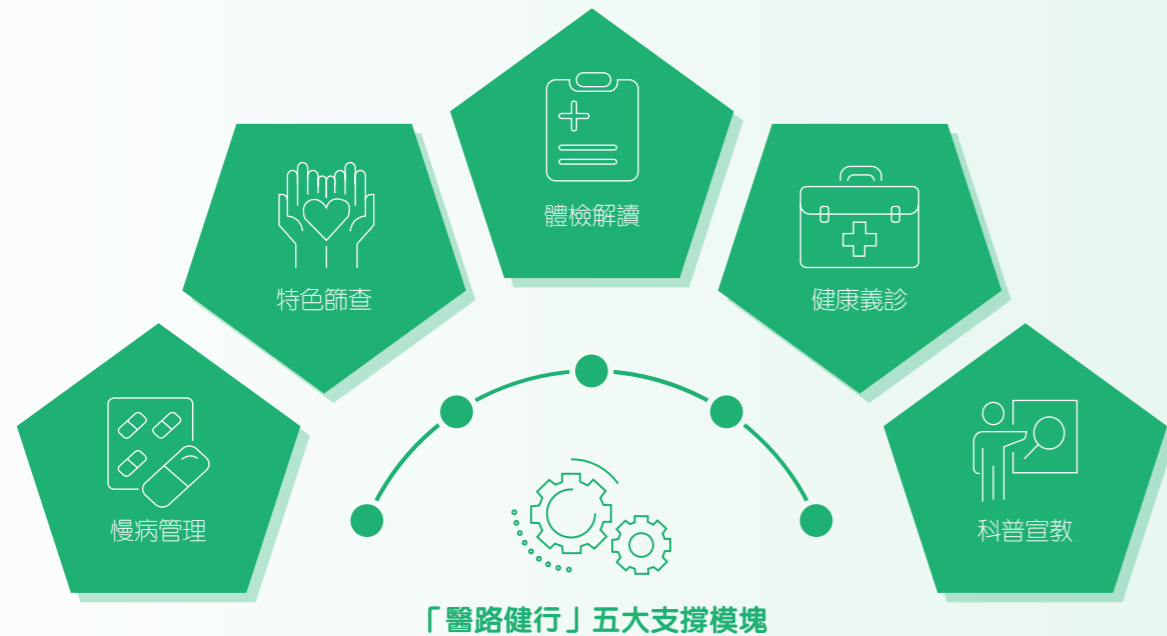 體檢解讀
特色篩查
健康義診
慢病管理
科普宣教
「醫路健行」五大支撐模塊